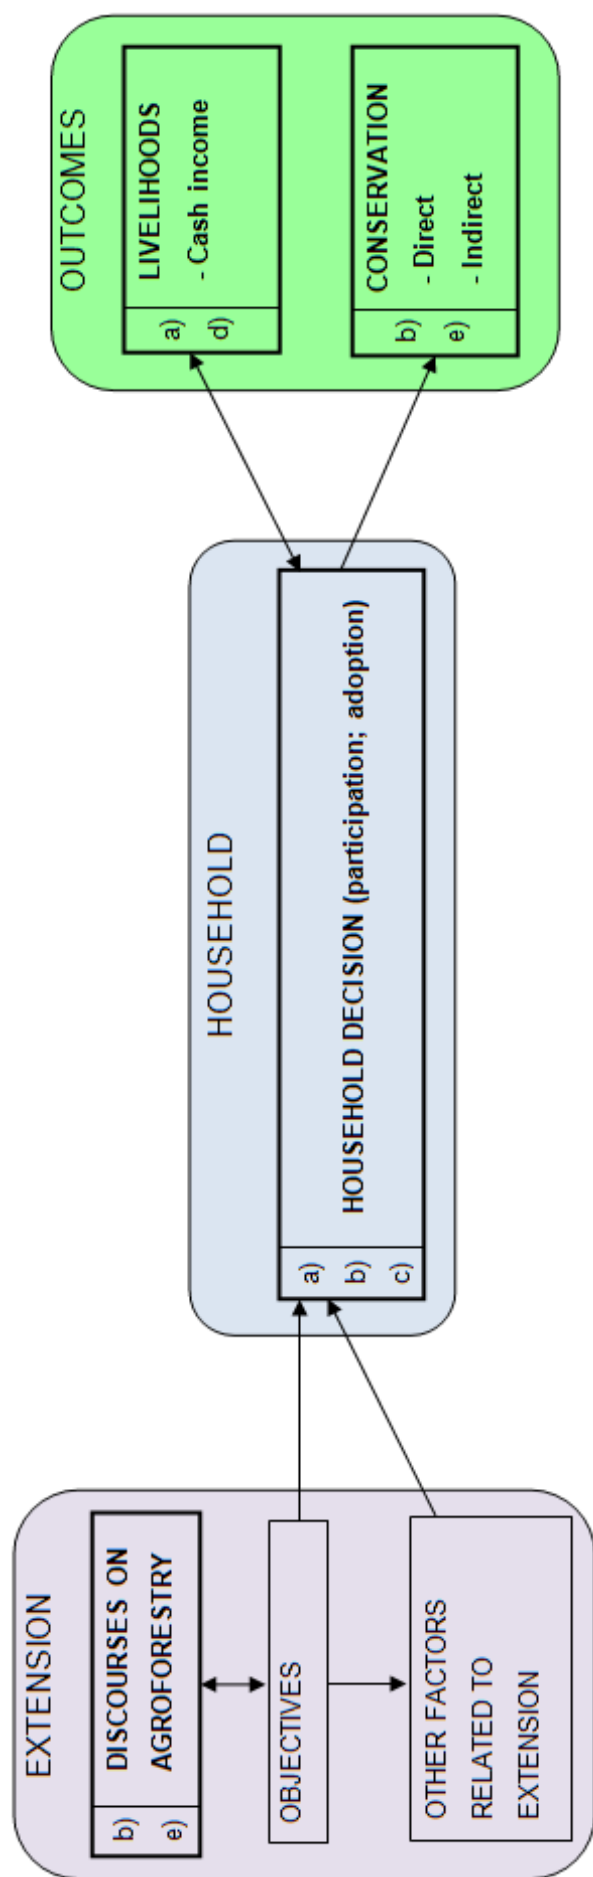 EXTENSION
b)
e)
DISCOURSES ON
AGROFORESTRY
OBJECTIVES
OTHER FACTORS
RELATED TO
EXTENSION
HOUSEHOLD
a)
b)
c)
HOUSEHOLD DECISION (participation; adoption)
OUTCOMES
a)
d)
LIVELIHOODS
- Cash income
b)
e)
CONSERVATION
- Direct
- Indirect